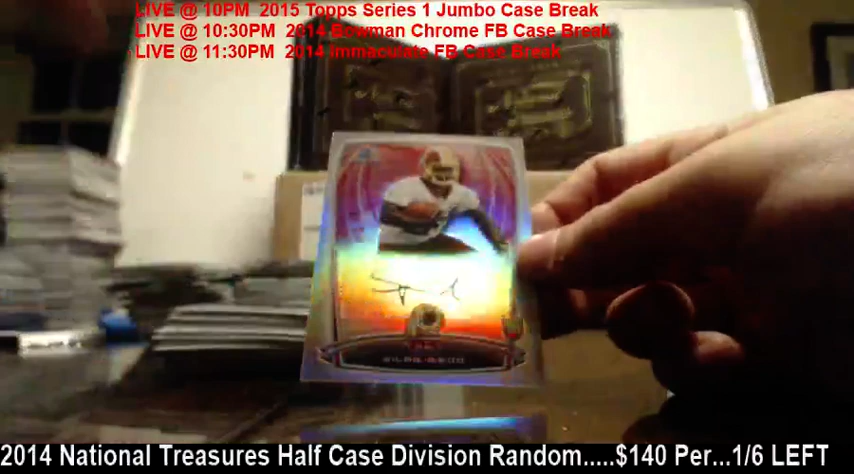 LIVE @ 10PM  2015 Topps Series 1 Jumbo Case Break
LIVE @ 10:30PM  2014 Bowman Chrome FB Case Break
LIVE @ 11:30PM  2014 Immaculate FB Case Break
2014 National Treasures Half Case Division Random.....$140 Per...1/6 LEFT